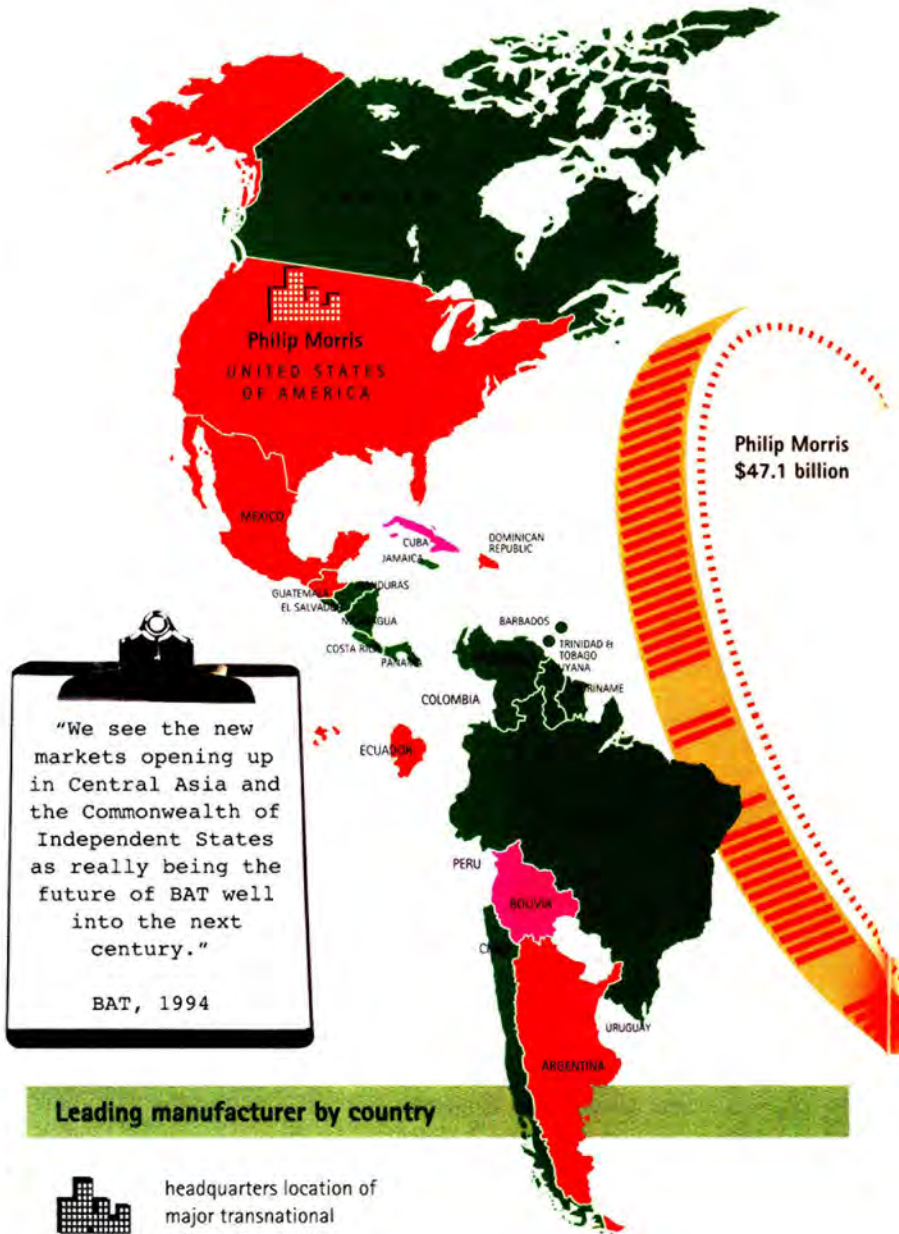 Philip Morris
UNITED STATES
OF AMERICA
Philip Morris
$47.1 billion
MEXICO
CUBA
JAMAICA
DOMINICAN
REPUBLIC
GUATEMALA
EL SALVADOR
COSTA RICA
BARBADOS
TRINIDAD &
TOBAGO
COLOMBIA
ECUADOR
PERU
BOLIVIA
URUGUAY
ARGENTINA
"We see the new
markets opening up
in Central Asia and
the Commonwealth of
Independent States
as really being the
future of BAT well
into the next
century."
BAT, 1994
Leading manufacturer by country
headquarters location of
major transnational